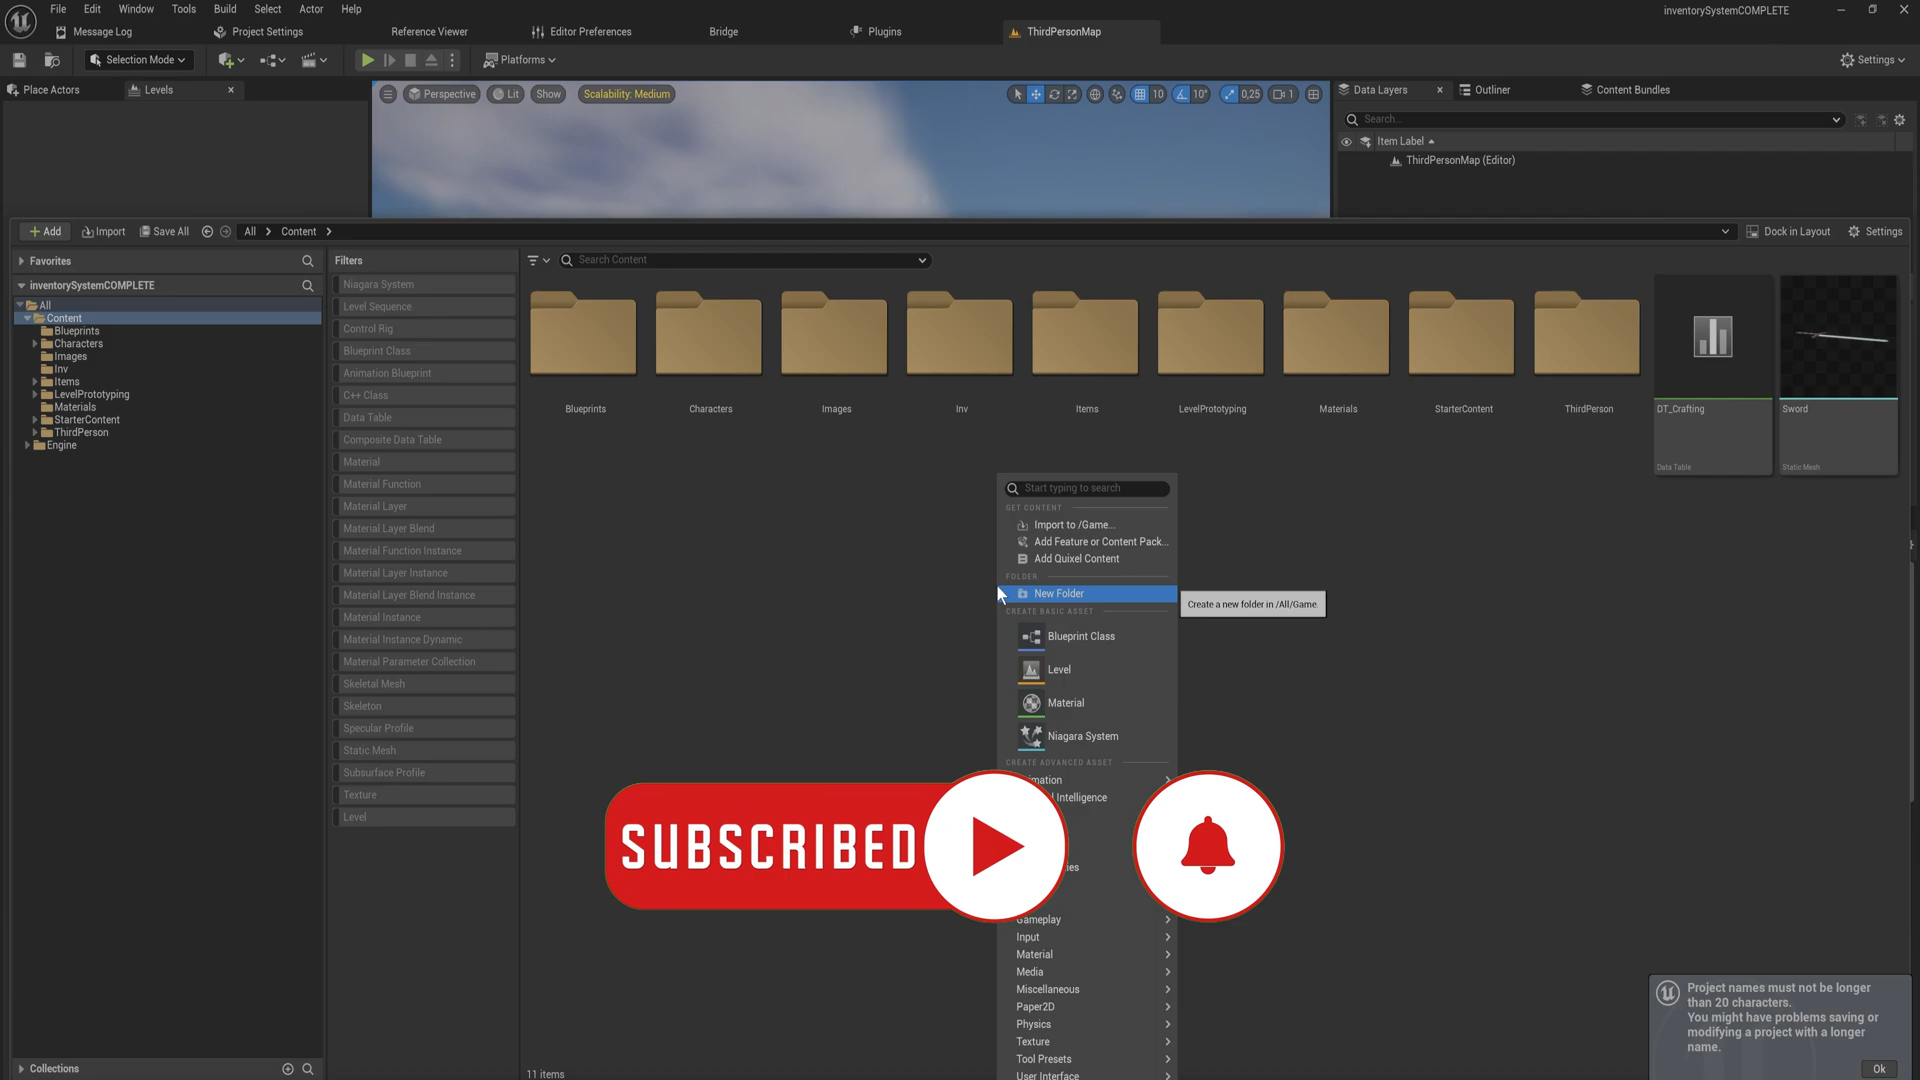 File Edit Window Tools Build Select Actor Help
inventorySystemCOMPLETE
Message Log Project Settings Reference Viewer Editor Preferences Bridge Plugins ThirdPersonMap
Selection Mode Platforms Settings
Place Actors Levels
Perspective Lit Show Scalability: Medium 10 10° 0,25 1
Data Layers Outliner Content Bundles
Search...
Item Label
ThirdPersonMap (Editor)
Add Import Save All All Content Dock in Layout Settings
Favorites
inventorySystemCOMPLETE
All
Content
Blueprints
Characters
Images
Inv
Items
LevelPrototyping
Materials
StarterContent
ThirdPerson
Engine
Collections
Filters
Niagara System
Level Sequence
Control Rig
Blueprint Class
Animation Blueprint
C++ Class
Data Table
Composite Data Table
Material
Material Function
Material Layer
Material Layer Blend
Material Function Instance
Material Layer Instance
Material Layer Blend Instance
Material Instance
Material Instance Dynamic
Material Parameter Collection
Skeletal Mesh
Skeleton
Specular Profile
Static Mesh
Subsurface Profile
Texture
Level
Search Content
Blueprints Characters Images Inv Items LevelPrototyping Materials StarterContent ThirdPerson DT_Crafting Sword
Data Table Static Mesh
Start typing to search
GET CONTENT
Import to /Game...
Add Feature or Content Pack...
Add Quixel Content
FOLDER
New Folder
Create a new folder in /All/Game.
CREATE BASIC ASSET
Blueprint Class
Level
Material
Niagara System
CREATE ADVANCED ASSET
imation
l Intelligence
ies
Gameplay
Input
Material
Media
Miscellaneous
Paper2D
Physics
Texture
Tool Presets
User Interface
SUBSCRIBED
11 items
Project names must not be longer
than 20 characters.
You might have problems saving or
modifying a project with a longer
name.
Ok